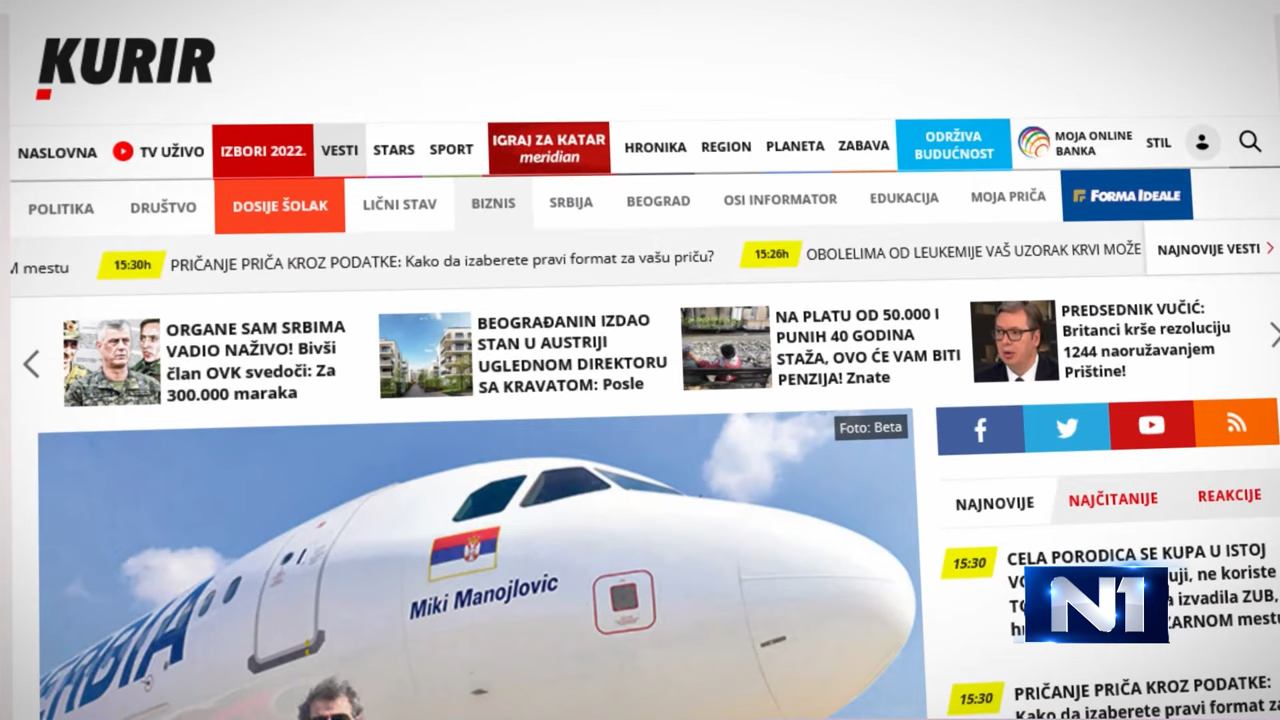 KURIR
NASLOVNA TV UŽIVO IZBORI 2022. VESTI STARS SPORT IGRAJ ZA KATAR HRONIKA REGION PLANETA ZABAVA ODRŽIVA MOJA ONLINE STIL
meridian BUDUĆNOST BANKA
POLITIKA DRUŠTVO DOSIJE ŠOLAK LIČNI STAV BIZNIS SRBIJA BEOGRAD OSI INFORMATOR EDUKACIJA MOJA PRIČA FORMA IDEALE
M mestu 15:30h PRIČANJE PRIČA KROZ PODATKE: Kako da izaberete pravi format za vašu priču? 15:26h OBOLELIMA OD LEUKEMIJE VAŠ UZORAK KRVI MOŽE NAJNOVIJE VESTI
ORGANE SAM SRBIMA
VADIO NAŽIVO! Bivši
član OVK svedoči: Za
300.000 maraka
BEOGRAĐANIN IZDAO
STAN U AUSTRIJI
UGLEDNOM DIREKTORU
SA KRAVATOM: Posle
NA PLATU OD 50.000 I
PUNIH 40 GODINA
STAŽA, OVO ĆE VAM BITI
PENZIJA! Znate
PREDSEDNIK VUČIĆ:
Britanci krše rezoluciju
1244 naoružavanjem
Prištine!
Foto: Beta
Miki Manojlovic
NAJNOVIJE NAJČITANIJE REAKCIJE
15:30 CELA PORODICA SE KUPA U ISTOJ
uji, ne koriste
a izvadila ZUB,
N1
15:30 PRIČANJE PRIČA KROZ PODATKE:
Kako da izaberete pravi format za